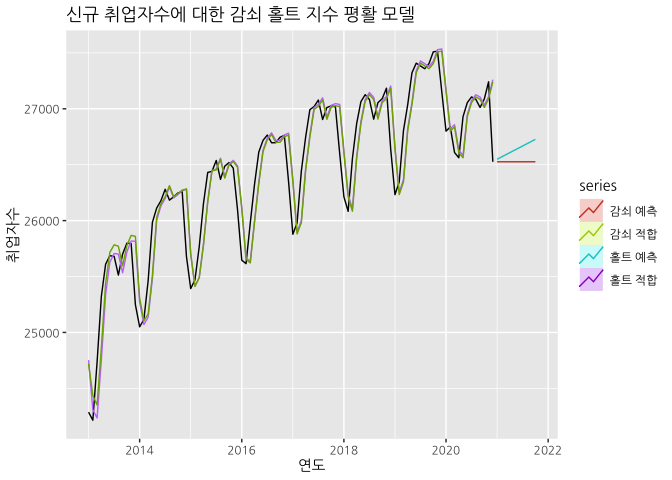 신규 취업자수에 대한 감쇠 홀트 지수 평활 모델
취업자수
27000
26000
25000
2014
2016
2018
2020
2022
연도
series
감쇠 예측
감쇠 적합
홀트 예측
홀트 적합